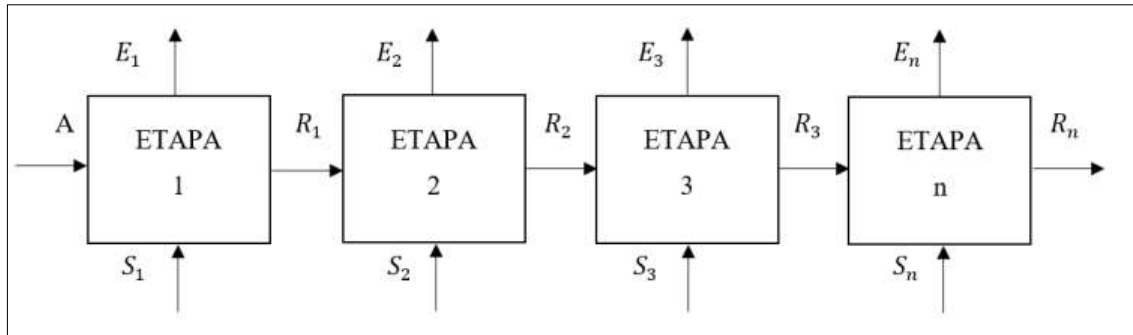 E₁ E₂ E₃ Eₙ
A ETAPA 1 R₁ ETAPA 2 R₂ ETAPA 3 R₃ ETAPA n Rₙ
S₁ S₂ S₃ Sₙ